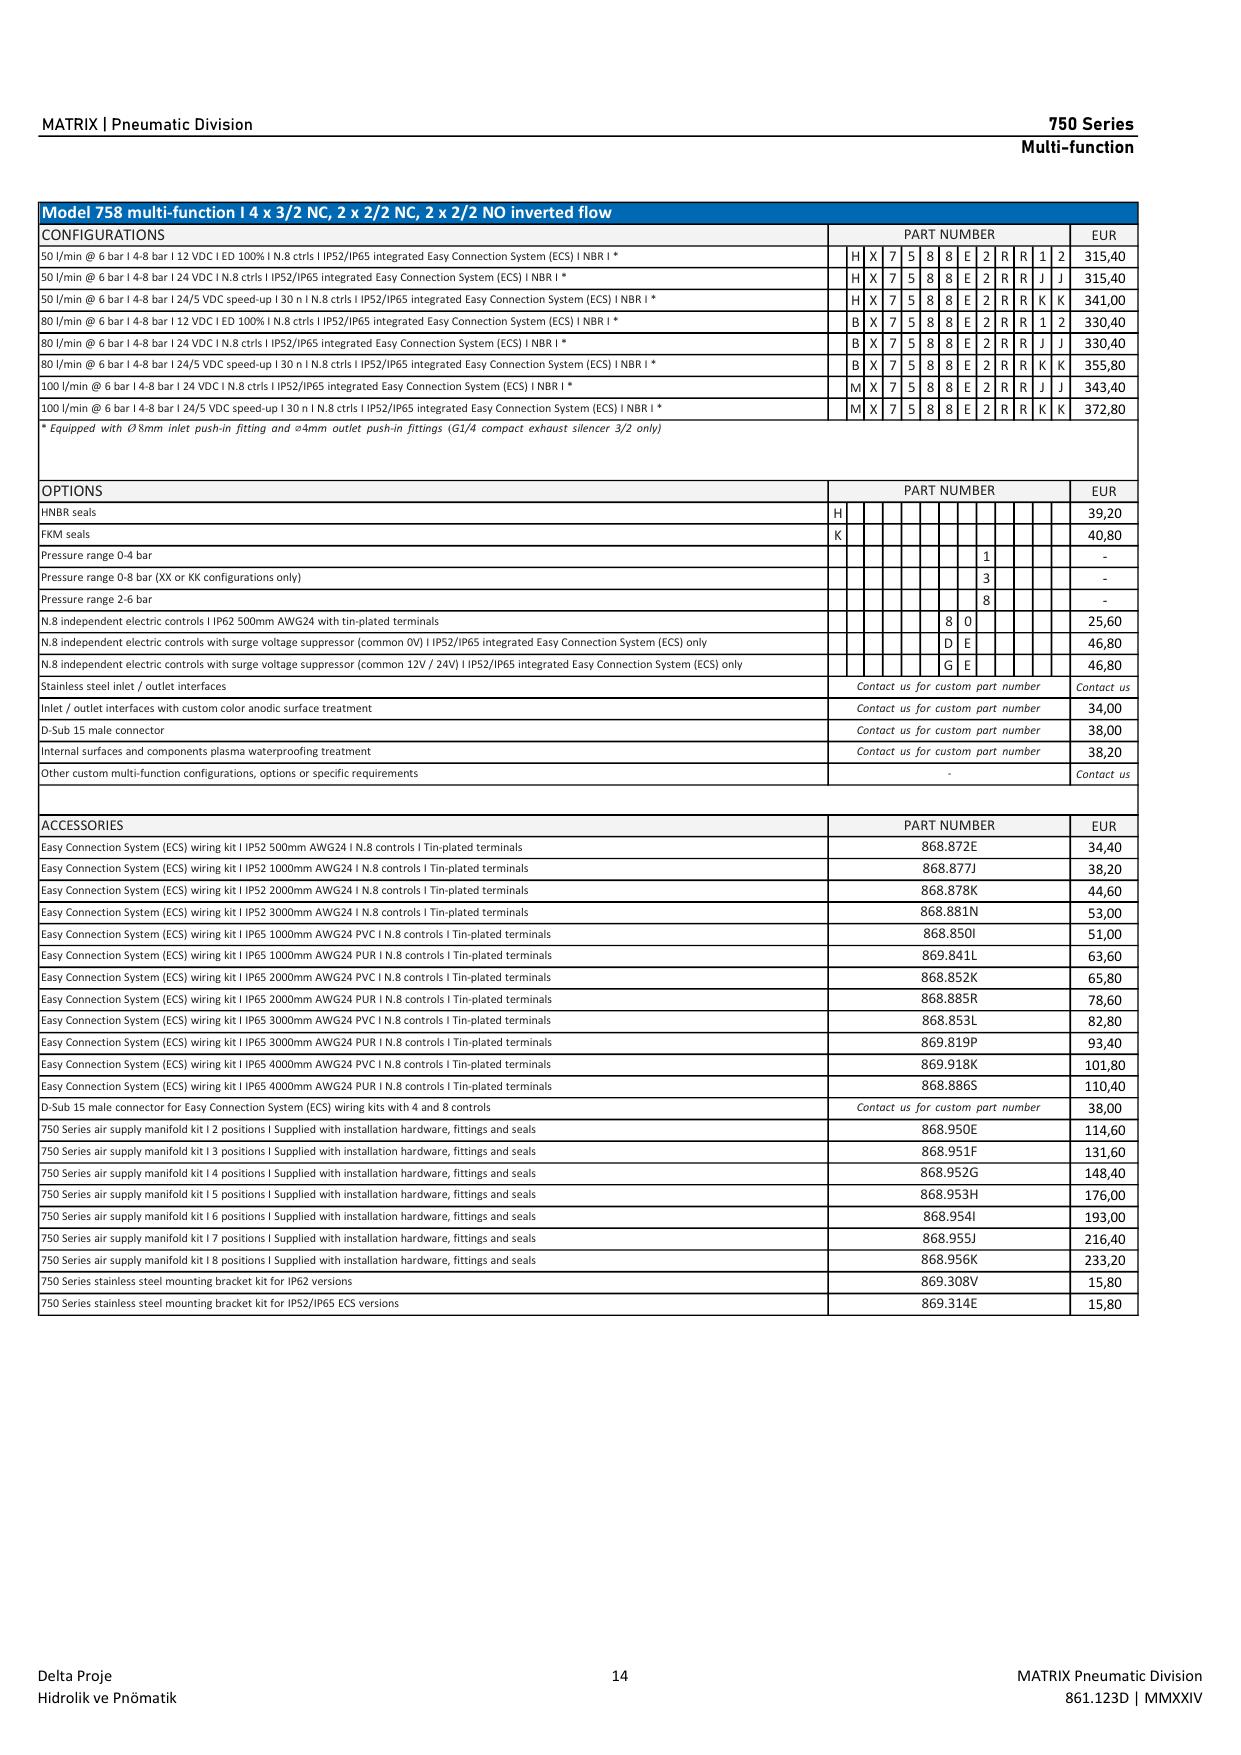 MATRIX | Pneumatic Division 750 Series
Multi-function
Model 758 multi-function I 4 x 3/2 NC, 2 x 2/2 NC, 2 x 2/2 NO inverted flow
CONFIGURATIONS PART NUMBER EUR
50 l/min @ 6 bar I 4-8 bar I 12 VDC I ED 100% I N.8 ctrls I IP52/IP65 integrated Easy Connection System (ECS) I NBR I * H X 7 5 8 8 E 2 R R 1 2 315,40
50 l/min @ 6 bar I 4-8 bar I 24 VDC I N.8 ctrls I IP52/IP65 integrated Easy Connection System (ECS) I NBR I * H X 7 5 8 8 E 2 R R J J 315,40
50 l/min @ 6 bar I 4-8 bar I 24/5 VDC speed-up I 30 n I N.8 ctrls I IP52/IP65 integrated Easy Connection System (ECS) I NBR I * H X 7 5 8 8 E 2 R R K K 341,00
80 l/min @ 6 bar I 4-8 bar I 12 VDC I ED 100% I N.8 ctrls I IP52/IP65 integrated Easy Connection System (ECS) I NBR I * B X 7 5 8 8 E 2 R R 1 2 330,40
80 l/min @ 6 bar I 4-8 bar I 24 VDC I N.8 ctrls I IP52/IP65 integrated Easy Connection System (ECS) I NBR I * B X 7 5 8 8 E 2 R R J J 330,40
80 l/min @ 6 bar I 4-8 bar I 24/5 VDC speed-up I 30 n I N.8 ctrls I IP52/IP65 integrated Easy Connection System (ECS) I NBR I * B X 7 5 8 8 E 2 R R K K 355,80
100 l/min @ 6 bar I 4-8 bar I 24 VDC I N.8 ctrls I IP52/IP65 integrated Easy Connection System (ECS) I NBR I * M X 7 5 8 8 E 2 R R J J 343,40
100 l/min @ 6 bar I 4-8 bar I 24/5 VDC speed-up I 30 n I N.8 ctrls I IP52/IP65 integrated Easy Connection System (ECS) I NBR I * M X 7 5 8 8 E 2 R R K K 372,80
* Equipped with Ø 8mm inlet push-in fitting and ⌀4mm outlet push-in fittings (G1/4 compact exhaust silencer 3/2 only)
OPTIONS PART NUMBER EUR
HNBR seals H 39,20
FKM seals K 40,80
Pressure range 0-4 bar 1 -
Pressure range 0-8 bar (XX or KK configurations only) 3 -
Pressure range 2-6 bar 8 -
N.8 independent electric controls I IP62 500mm AWG24 with tin-plated terminals 8 0 25,60
N.8 independent electric controls with surge voltage suppressor (common 0V) I IP52/IP65 integrated Easy Connection System (ECS) only D E 46,80
N.8 independent electric controls with surge voltage suppressor (common 12V / 24V) I IP52/IP65 integrated Easy Connection System (ECS) only G E 46,80
Stainless steel inlet / outlet interfaces Contact us for custom part number Contact us
Inlet / outlet interfaces with custom color anodic surface treatment Contact us for custom part number 34,00
D-Sub 15 male connector Contact us for custom part number 38,00
Internal surfaces and components plasma waterproofing treatment Contact us for custom part number 38,20
Other custom multi-function configurations, options or specific requirements - Contact us
ACCESSORIES PART NUMBER EUR
Easy Connection System (ECS) wiring kit I IP52 500mm AWG24 I N.8 controls I Tin-plated terminals 868.872E 34,40
Easy Connection System (ECS) wiring kit I IP52 1000mm AWG24 I N.8 controls I Tin-plated terminals 868.877J 38,20
Easy Connection System (ECS) wiring kit I IP52 2000mm AWG24 I N.8 controls I Tin-plated terminals 868.878K 44,60
Easy Connection System (ECS) wiring kit I IP52 3000mm AWG24 I N.8 controls I Tin-plated terminals 868.881N 53,00
Easy Connection System (ECS) wiring kit I IP65 1000mm AWG24 PVC I N.8 controls I Tin-plated terminals 868.850I 51,00
Easy Connection System (ECS) wiring kit I IP65 1000mm AWG24 PUR I N.8 controls I Tin-plated terminals 869.841L 63,60
Easy Connection System (ECS) wiring kit I IP65 2000mm AWG24 PVC I N.8 controls I Tin-plated terminals 868.852K 65,80
Easy Connection System (ECS) wiring kit I IP65 2000mm AWG24 PUR I N.8 controls I Tin-plated terminals 868.885R 78,60
Easy Connection System (ECS) wiring kit I IP65 3000mm AWG24 PVC I N.8 controls I Tin-plated terminals 868.853L 82,80
Easy Connection System (ECS) wiring kit I IP65 3000mm AWG24 PUR I N.8 controls I Tin-plated terminals 869.819P 93,40
Easy Connection System (ECS) wiring kit I IP65 4000mm AWG24 PVC I N.8 controls I Tin-plated terminals 869.918K 101,80
Easy Connection System (ECS) wiring kit I IP65 4000mm AWG24 PUR I N.8 controls I Tin-plated terminals 868.886S 110,40
D-Sub 15 male connector for Easy Connection System (ECS) wiring kits with 4 and 8 controls Contact us for custom part number 38,00
750 Series air supply manifold kit I 2 positions I Supplied with installation hardware, fittings and seals 868.950E 114,60
750 Series air supply manifold kit I 3 positions I Supplied with installation hardware, fittings and seals 868.951F 131,60
750 Series air supply manifold kit I 4 positions I Supplied with installation hardware, fittings and seals 868.952G 148,40
750 Series air supply manifold kit I 5 positions I Supplied with installation hardware, fittings and seals 868.953H 176,00
750 Series air supply manifold kit I 6 positions I Supplied with installation hardware, fittings and seals 868.954I 193,00
750 Series air supply manifold kit I 7 positions I Supplied with installation hardware, fittings and seals 868.955J 216,40
750 Series air supply manifold kit I 8 positions I Supplied with installation hardware, fittings and seals 868.956K 233,20
750 Series stainless steel mounting bracket kit for IP62 versions 869.308V 15,80
750 Series stainless steel mounting bracket kit for IP52/IP65 ECS versions 869.314E 15,80
Delta Proje 14 MATRIX Pneumatic Division
Hidrolik ve Pnömatik 861.123D | MMXXIV